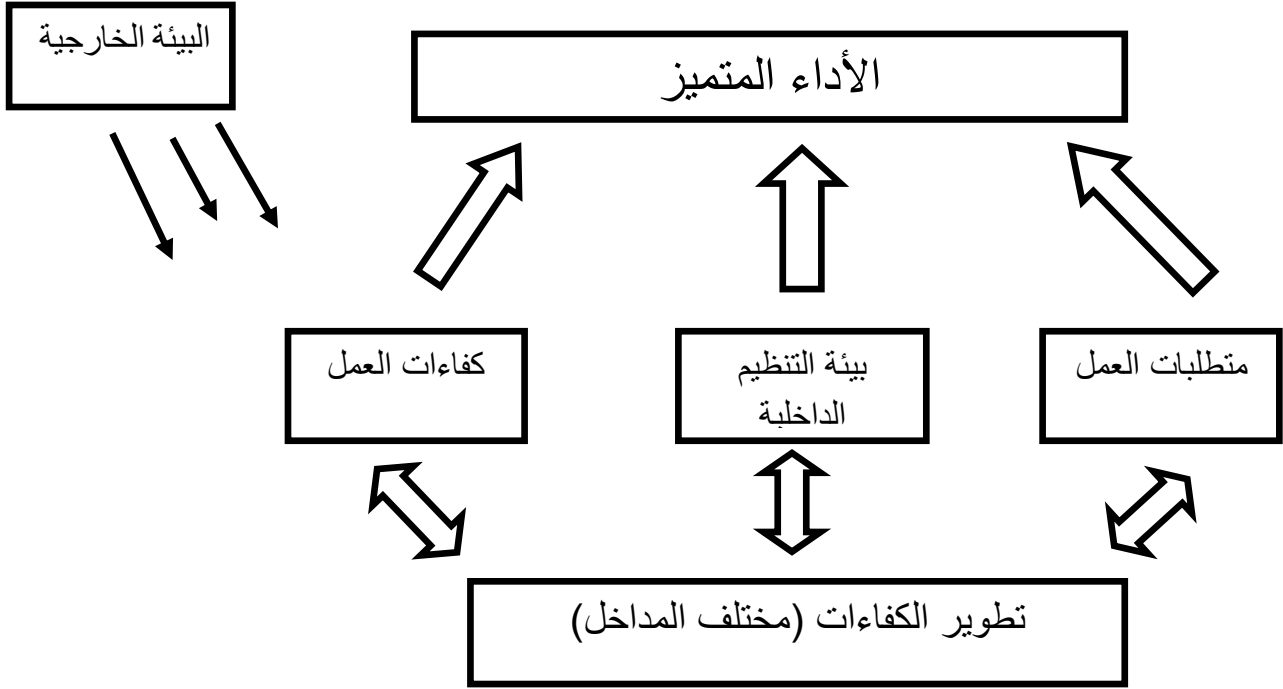 البيئة الخارجية
الأداء المتميز
متطلبات العمل
بيئة التنظيم
الداخلية
كفاءات العمل
تطوير الكفاءات (مختلف المداخل)